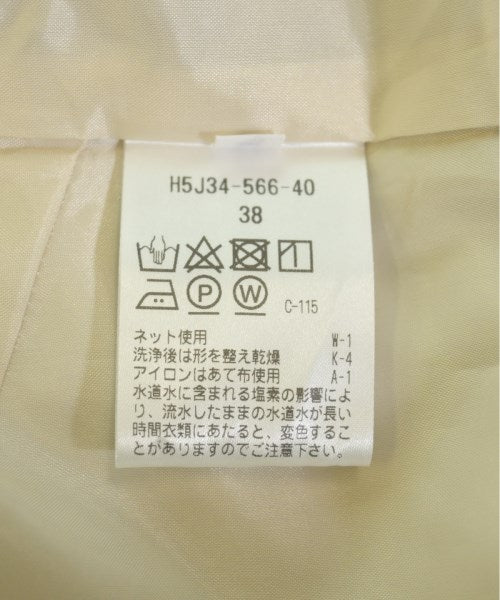 H5J34-566-40
38
P W C-115
ネット使用 W-1
洗浄後は形を整え乾燥 K-4
アイロンはあて布使用 A-1
水道水に含まれる塩素の影響によ
り、流水したままの水道水が長い
時間衣類にあたると、変色するこ
とがありますのでご注意下さい。